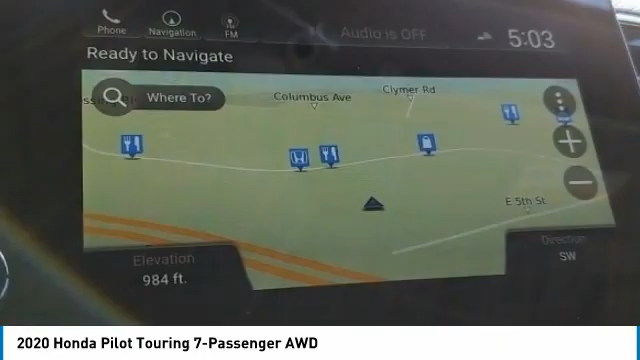 Phone
Navigation
FM
Audio is OFF
5:03
Ready to Navigate
Where To?
Columbus Ave
Clymer Rd
E 5th St
Elevation
984 ft.
Direction
SW
2020 Honda Pilot Touring 7-Passenger AWD